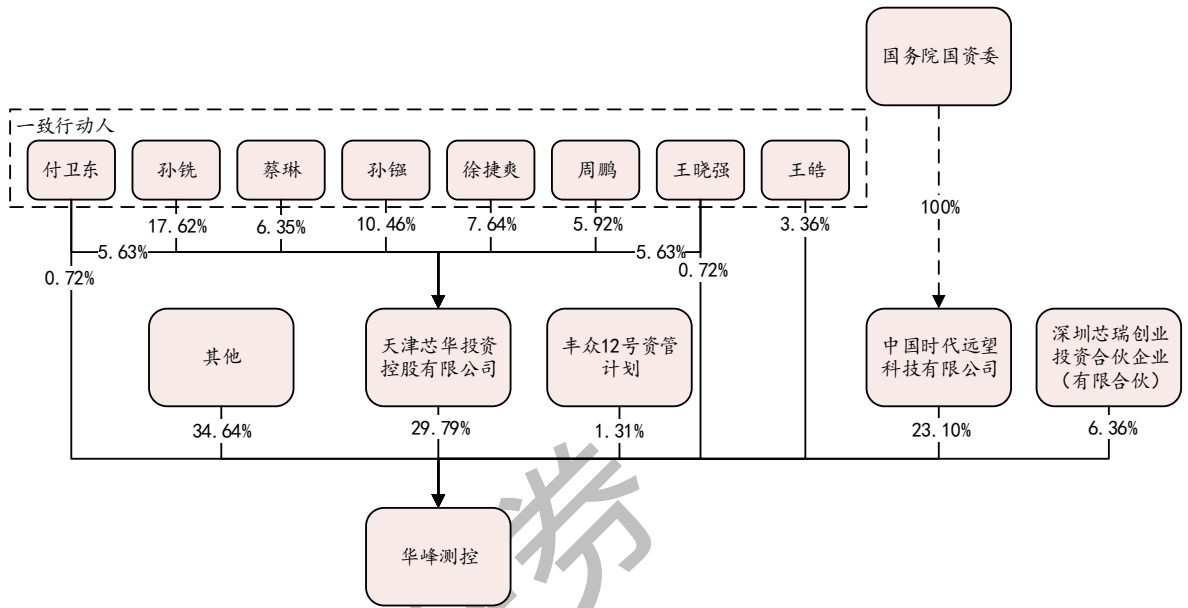 国务院国资委
一致行动人
付卫东
孙铣
蔡琳
孙镪
徐捷爽
周鹏
王晓强
王皓
17.62%
6.35%
10.46%
7.64%
5.92%
3.36%
100%
5.63%
5.63%
0.72%
0.72%
其他
天津芯华投资
控股有限公司
丰众12号资管
计划
中国时代远望
科技有限公司
深圳芯瑞创业
投资合伙企业
（有限合伙）
34.64%
29.79%
1.31%
23.10%
6.36%
华峰测控
券